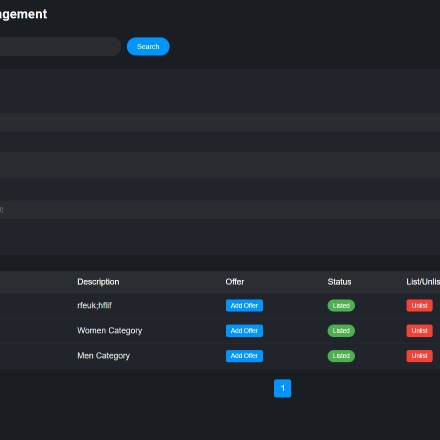 agement
Search
Description Offer Status List/Unlis
rfeuk;hflif Add Offer Listed Unlist
Women Category Add Offer Listed Unlist
Men Category Add Offer Listed Unlist
1